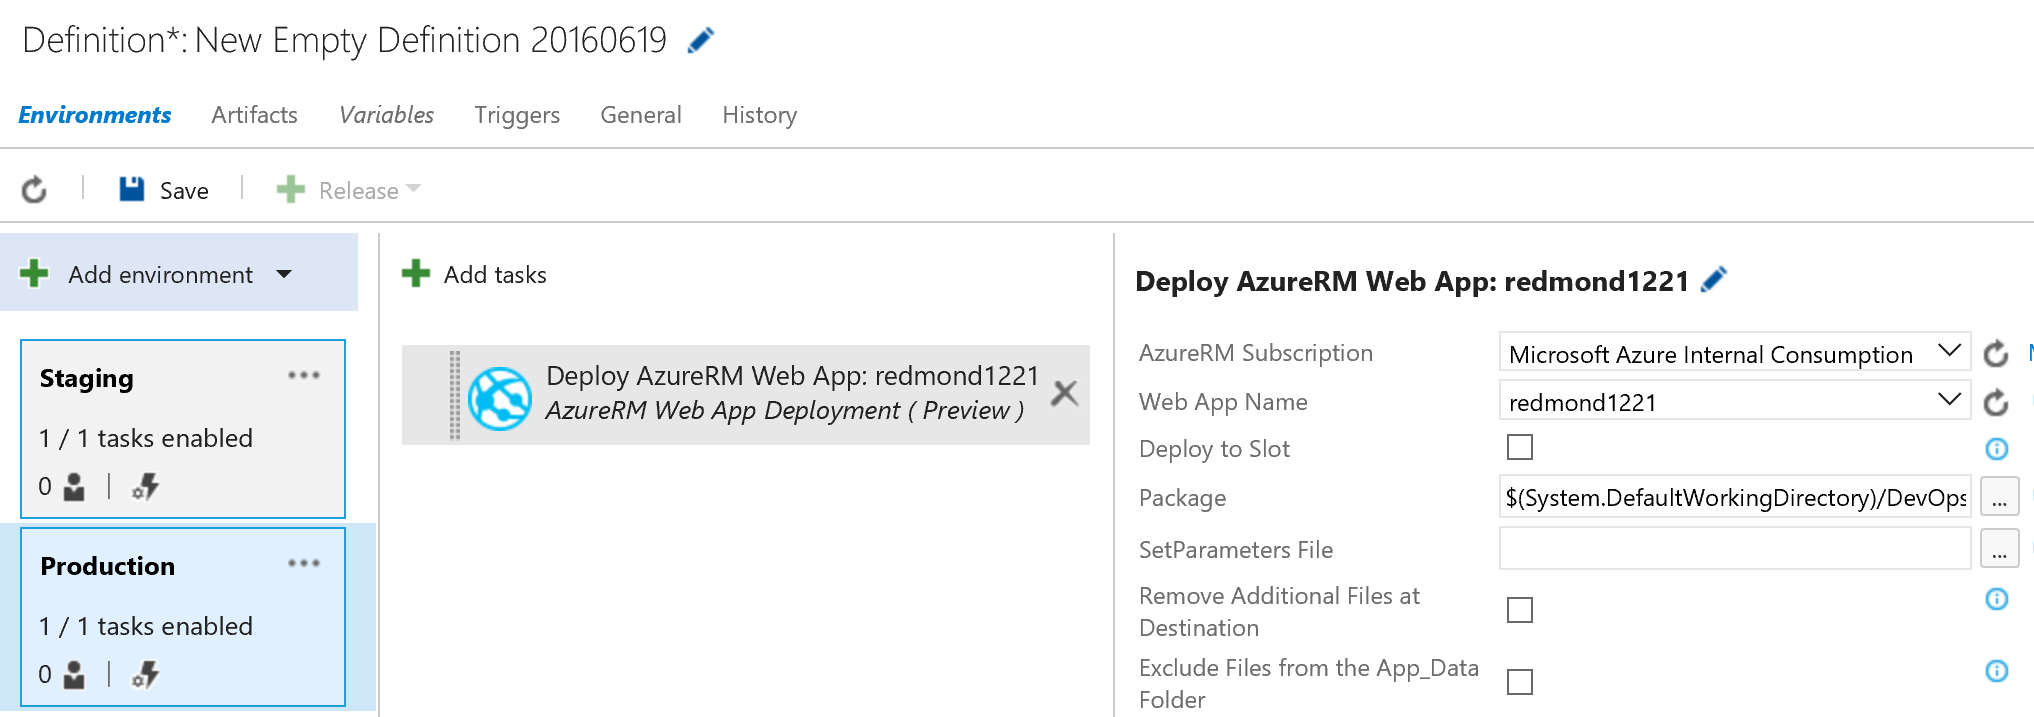 Definition*: New Empty Definition 20160619
Environments Artifacts Variables Triggers General History
Save Release
Add environment
Staging
1 / 1 tasks enabled
0
Production
1 / 1 tasks enabled
0
Add tasks
Deploy AzureRM Web App: redmond1221
AzureRM Web App Deployment ( Preview )
Deploy AzureRM Web App: redmond1221
AzureRM Subscription Microsoft Azure Internal Consumption
Web App Name redmond1221
Deploy to Slot
Package $(System.DefaultWorkingDirectory)/DevOps ...
SetParameters File ...
Remove Additional Files at
Destination
Exclude Files from the App_Data
Folder